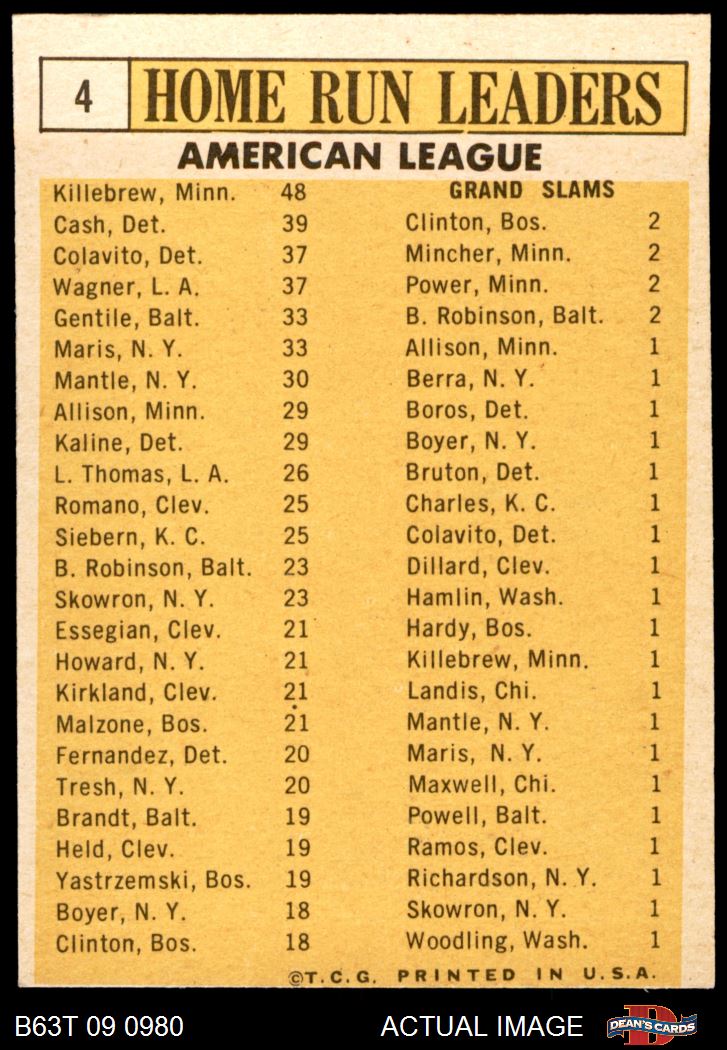 4 HOME RUN LEADERS
AMERICAN LEAGUE
Killebrew, Minn. 48
Cash, Det. 39
Colavito, Det. 37
Wagner, L. A. 37
Gentile, Balt. 33
Maris, N. Y. 33
Mantle, N. Y. 30
Allison, Minn. 29
Kaline, Det. 29
L. Thomas, L. A. 26
Romano, Clev. 25
Siebern, K. C. 25
B. Robinson, Balt. 23
Skowron, N. Y. 23
Essegian, Clev. 21
Howard, N. Y. 21
Kirkland, Clev. 21
Malzone, Bos. 21
Fernandez, Det. 20
Tresh, N. Y. 20
Brandt, Balt. 19
Held, Clev. 19
Yastrzemski, Bos. 19
Boyer, N. Y. 18
Clinton, Bos. 18
GRAND SLAMS
Clinton, Bos. 2
Mincher, Minn. 2
Power, Minn. 2
B. Robinson, Balt. 2
Allison, Minn. 1
Berra, N. Y. 1
Boros, Det. 1
Boyer, N. Y. 1
Bruton, Det. 1
Charles, K. C. 1
Colavito, Det. 1
Dillard, Clev. 1
Hamlin, Wash. 1
Hardy, Bos. 1
Killebrew, Minn. 1
Landis, Chi. 1
Mantle, N. Y. 1
Maris, N. Y. 1
Maxwell, Chi. 1
Powell, Balt. 1
Ramos, Clev. 1
Richardson, N. Y. 1
Skowron, N. Y. 1
Woodling, Wash. 1
©T.C.G. PRINTED IN U.S.A.
B63T 09 0980 ACTUAL IMAGE D DEAN'S CARDS